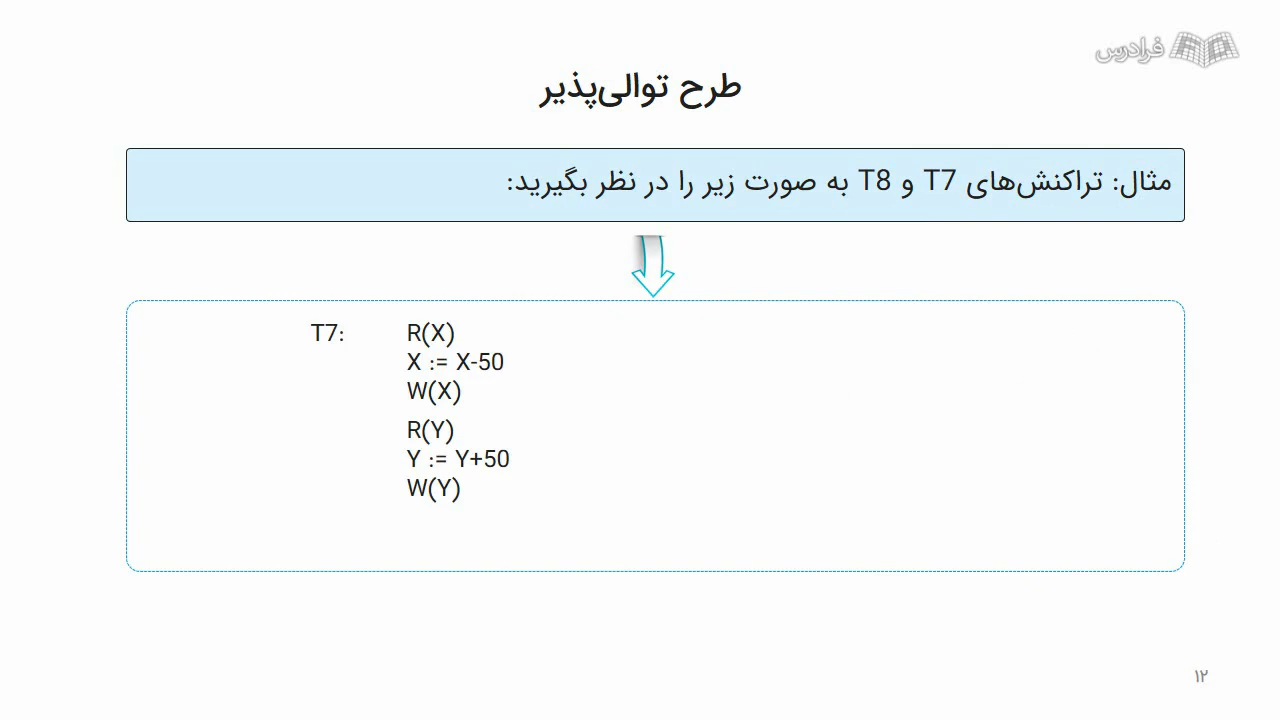 فرادرس
طرح توالی‌پذیر
مثال: تراکنش‌های T7 و T8 به صورت زیر را در نظر بگیرید:
T7: R(X)
X := X-50
W(X)
R(Y)
Y := Y+50
W(Y)
۱۲